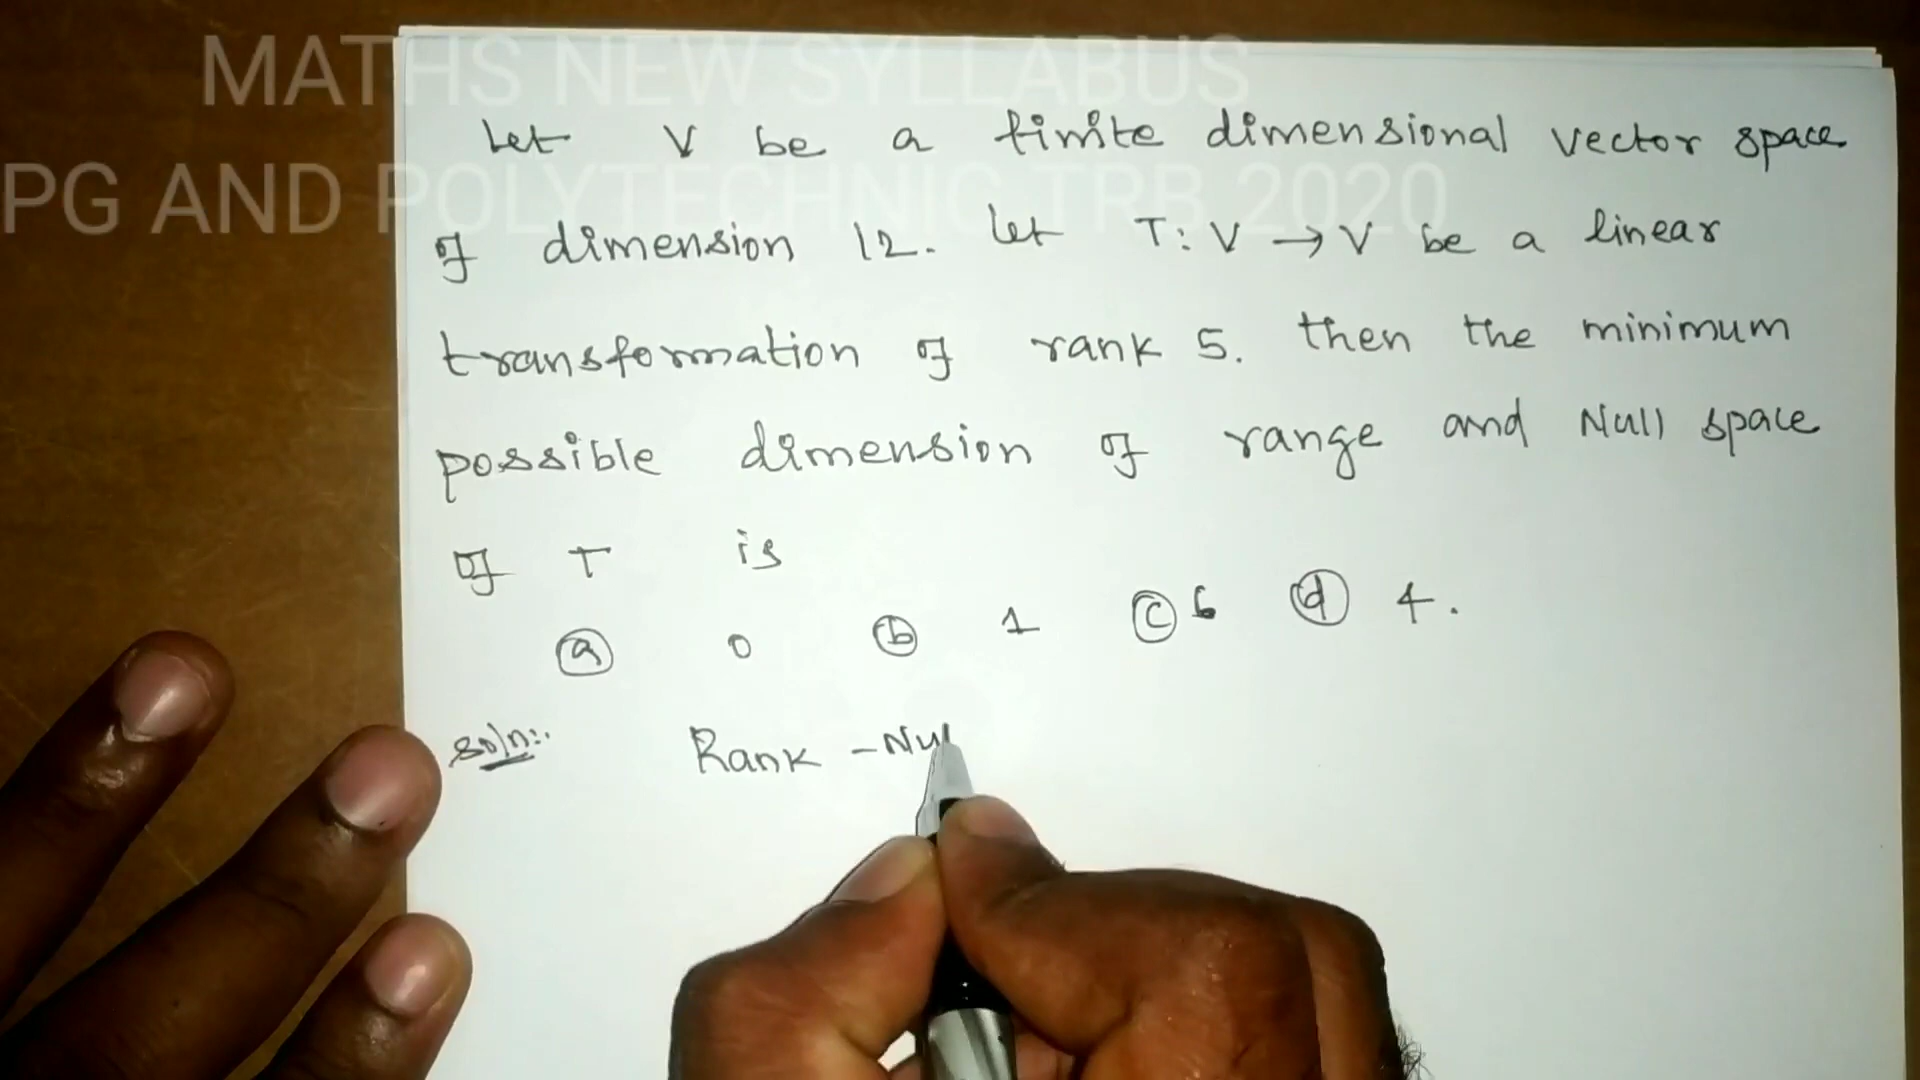 MATHS NEW SYLLABUS
PG AND POLYTECHNIC TRB 2020
Let V be a finite dimensional vector space
of dimension 12. Let T: V → V be a linear
transformation of rank 5. then the minimum
possible dimension of range and Null space
of T is
ⓐ 0 ⓑ 1 ⓒ 6 ⓓ 4.
Soln:. Rank - Nul